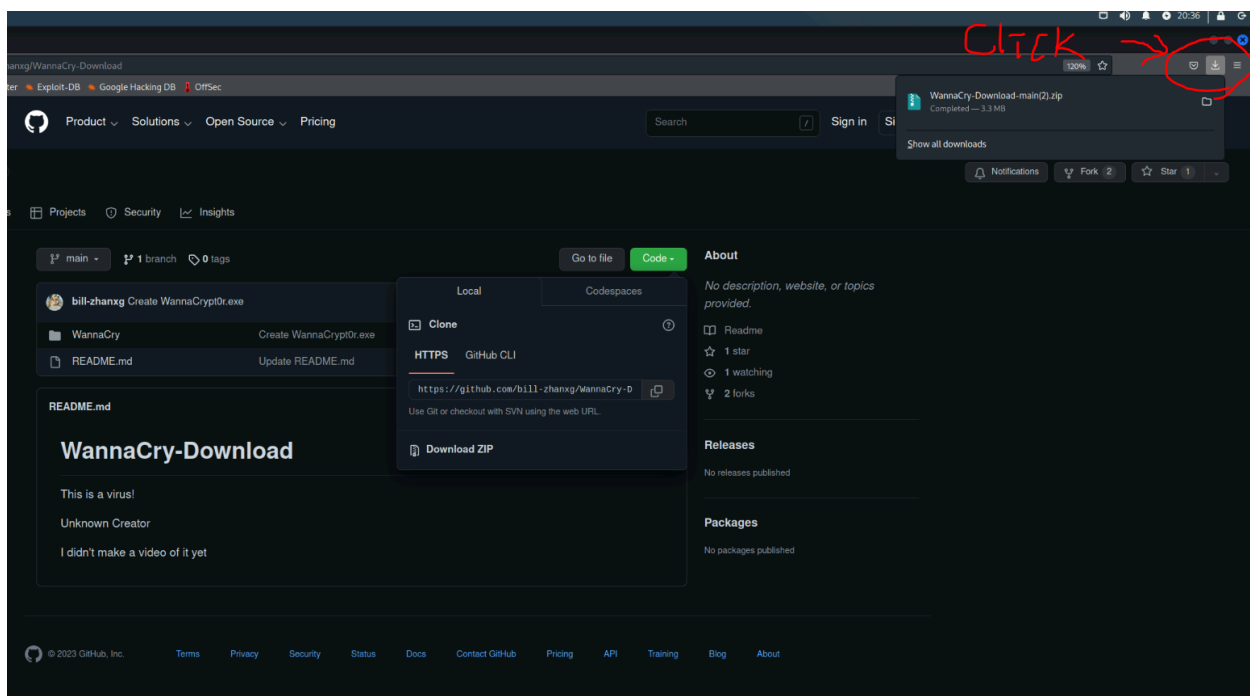 20:36
Click
anxg/WannaCry-Download
120%
ter Exploit-DB Google Hacking DB OffSec
WannaCry-Download-main(2).zip
Completed — 3.3 MB
Show all downloads
Product Solutions Open Source Pricing
Search /
Sign in Si
Notifications Fork 2 Star 1
s Projects Security Insights
main 1 branch 0 tags
Go to file Code
About
No description, website, or topics
provided.
Readme
1 star
1 watching
2 forks
Releases
No releases published
Packages
No packages published
Local Codespaces
Clone
HTTPS GitHub CLI
https://github.com/bill-zhanxg/WannaCry-D
Use Git or checkout with SVN using the web URL.
Download ZIP
bill-zhanxg Create WannaCrypt0r.exe
WannaCry Create WannaCrypt0r.exe
README.md Update README.md
README.md
WannaCry-Download
This is a virus!
Unknown Creator
I didn't make a video of it yet
© 2023 GitHub, Inc. Terms Privacy Security Status Docs Contact GitHub Pricing API Training Blog About